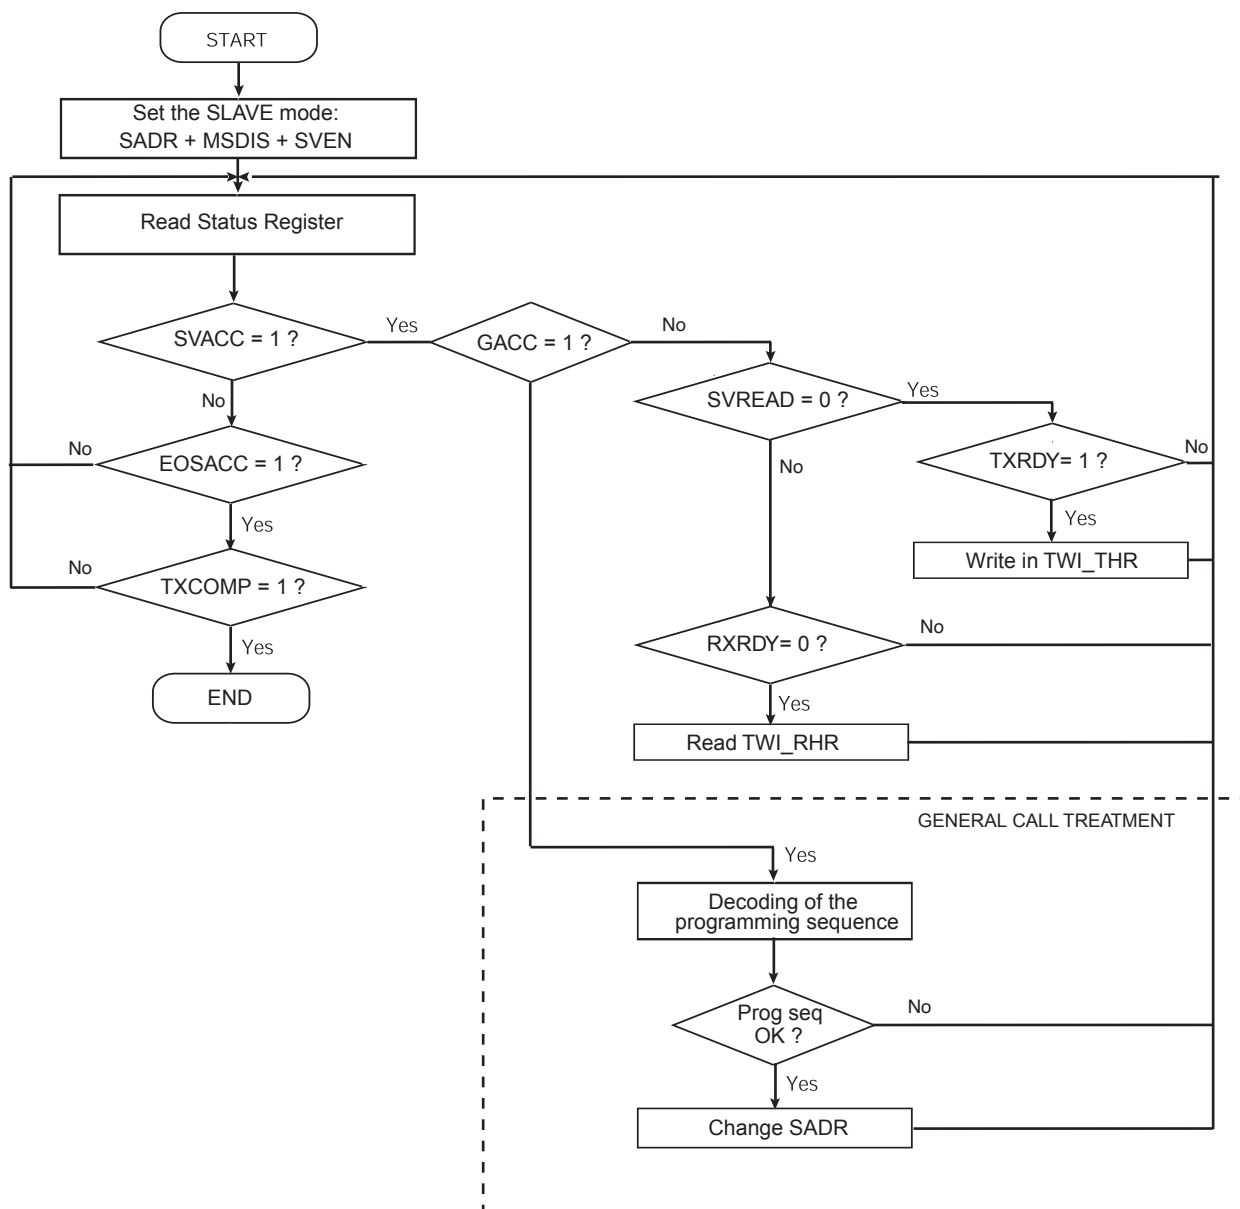 START
Set the SLAVE mode:
SADR + MSDIS + SVEN
Read Status Register
SVACC = 1 ?
Yes
GACC = 1 ?
No
SVREAD = 0 ?
Yes
No
No
EOSACC = 1 ?
No
TXRDY= 1 ?
No
Yes
Yes
Write in TWI_THR
No
TXCOMP = 1 ?
Yes
RXRDY= 0 ?
No
END
Yes
Read TWI_RHR
GENERAL CALL TREATMENT
Yes
Decoding of the
programming sequence
Prog seq
OK ?
No
Yes
Change SADR